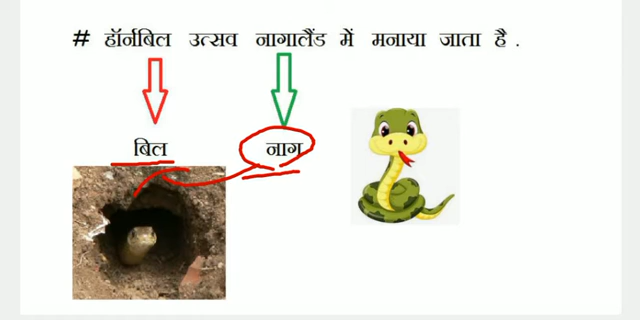 # हॉर्नबिल उत्सव नागालैंड में मनाया जाता है .
बिल नाग